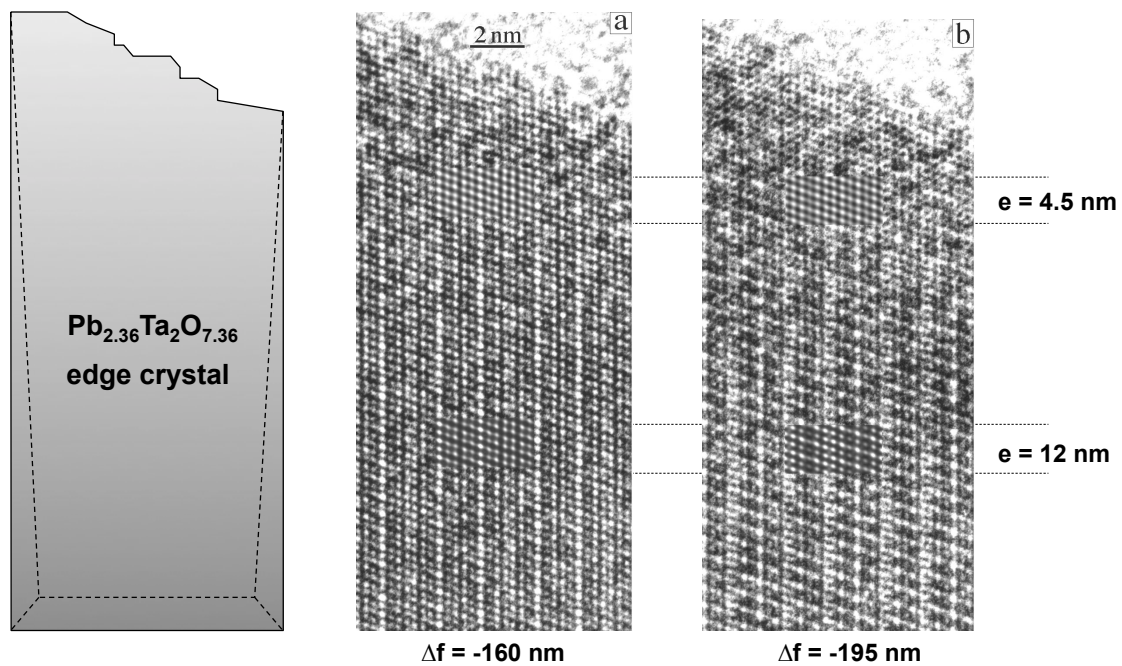 a
2 nm
b
e = 4.5 nm
Pb2.36Ta2O7.36
edge crystal
e = 12 nm
Δf = -160 nm
Δf = -195 nm